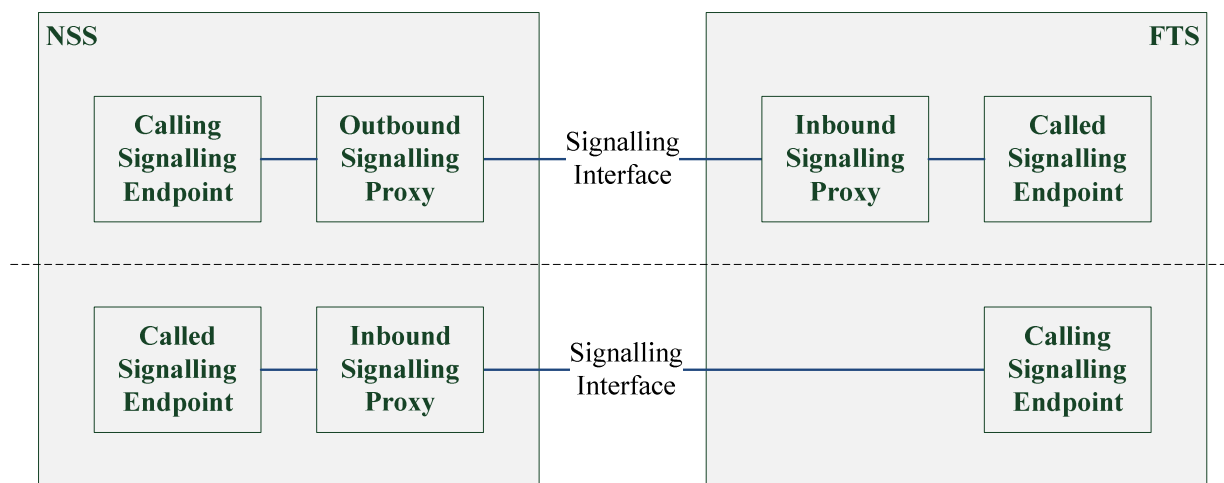 NSS
FTS
Calling
Signalling
Endpoint
Outbound
Signalling
Proxy
Signalling
Interface
Inbound
Signalling
Proxy
Called
Signalling
Endpoint
Called
Signalling
Endpoint
Inbound
Signalling
Proxy
Signalling
Interface
Calling
Signalling
Endpoint